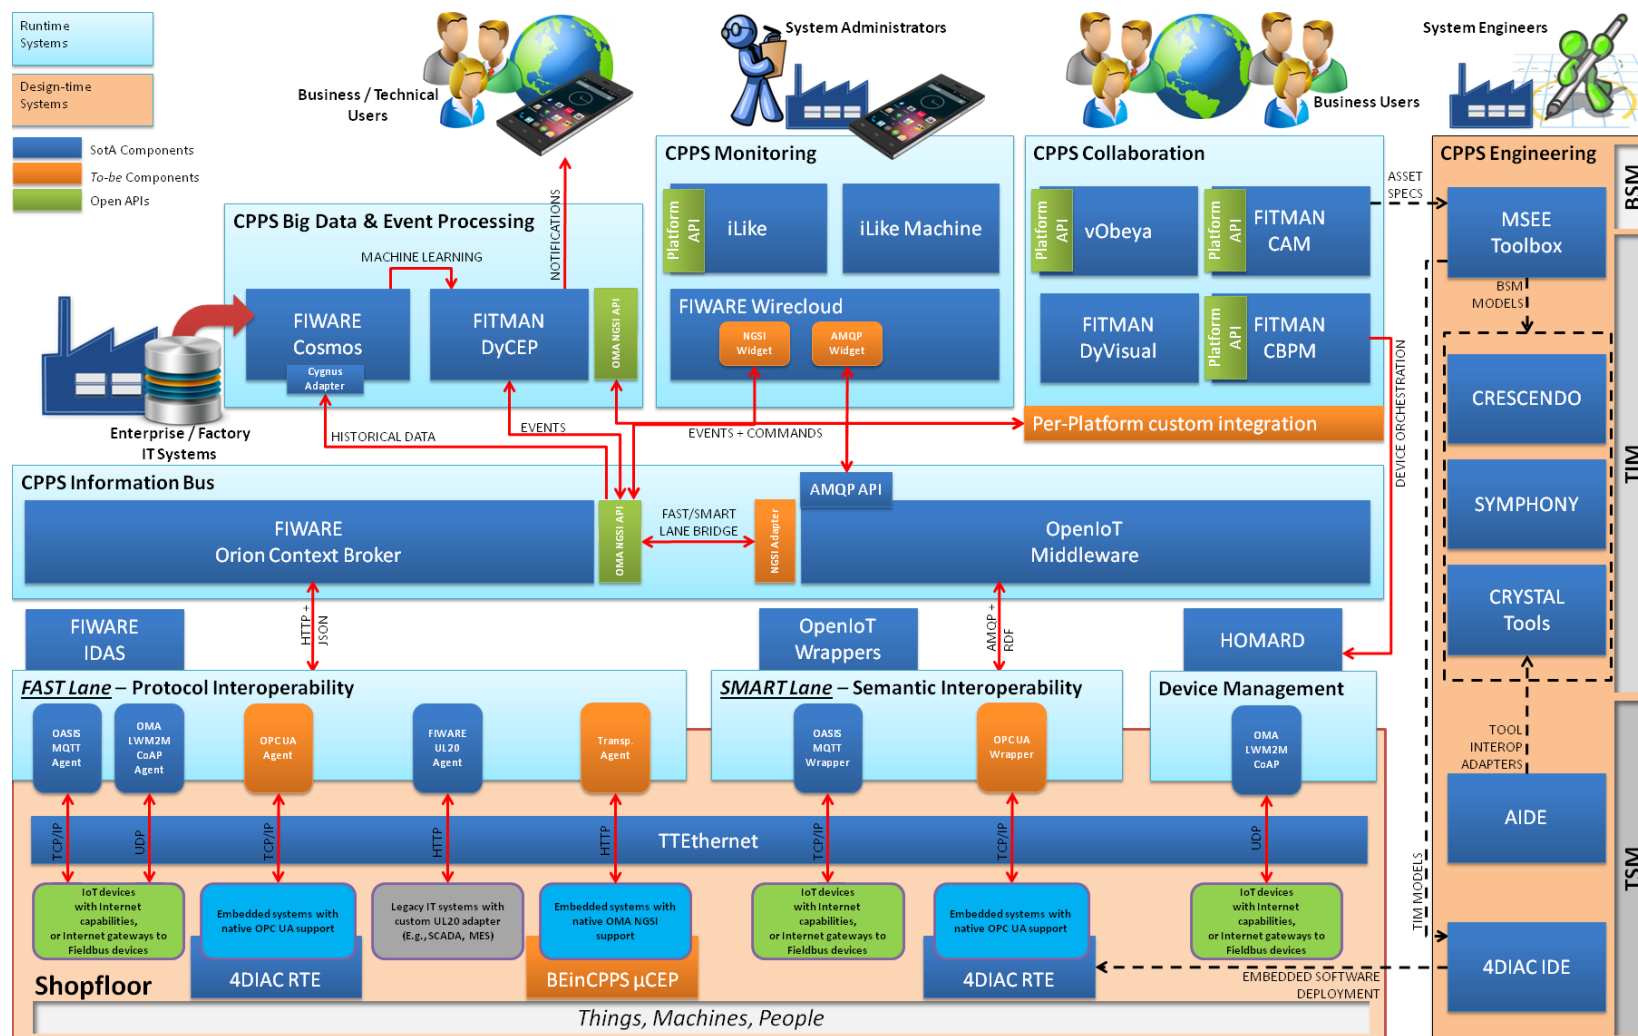 Runtime
Systems
Design-time
Systems
SotA Components
To-be Components
Open APIs
Business / Technical
Users
System Administrators
Business Users
System Engineers
CPPS Big Data & Event Processing
MACHINE LEARNING
NOTIFICATIONS
FIWARE
Cosmos
Cygnus
Adapter
FITMAN
DyCEP
OMA NGSI API
Enterprise / Factory
IT Systems
HISTORICAL DATA
EVENTS
CPPS Monitoring
Platform
API
iLike
iLike Machine
FIWARE Wirecloud
NGSI
Widget
AMQP
Widget
EVENTS + COMMANDS
CPPS Collaboration
Platform
API
vObeya
Platform
API
FITMAN
CAM
FITMAN
DyVisual
Platform
API
FITMAN
CBPM
Per-Platform custom integration
ASSET
SPECS
DEVICE ORCHESTRATION
CPPS Engineering
MSEE
Toolbox
BSM
MODELS
CRESCENDO
SYMPHONY
CRYSTAL
Tools
TOOL
INTEROP
ADAPTERS
AIDE
TIM MODELS
4DIAC IDE
BSM
TIM
TSM
CPPS Information Bus
FIWARE
Orion Context Broker
OMA NGSI API
FAST/SMART
LANE BRIDGE
NGSI Adapter
AMQP API
OpenIoT
Middleware
FIWARE
IDAS
HTTP +
JSON
OpenIoT
Wrappers
AMQP +
RDF
HOMARD
FAST Lane – Protocol Interoperability
OASIS
MQTT
Agent
OMA
LWM2M
CoAP
Agent
OPC UA
Agent
FIWARE
UL20
Agent
Transp.
Agent
SMART Lane – Semantic Interoperability
OASIS
MQTT
Wrapper
OPC UA
Wrapper
Device Management
OMA
LWM2M
CoAP
TTEthernet
TCP/IP
UDP
TCP/IP
HTTP
HTTP
TCP/IP
TCP/IP
UDP
IoT devices
with Internet
capabilities,
or Internet gateways to
Fieldbus devices
Embedded systems with
native OPC UA support
Legacy IT systems with
custom UL20 adapter
(E.g., SCADA, MES)
Embedded systems with
native OMA NGSI
support
IoT devices
with Internet
capabilities,
or Internet gateways to
Fieldbus devices
Embedded systems with
native OPC UA support
IoT devices
with Internet
capabilities,
or Internet gateways to
Fieldbus devices
Shopfloor
4DIAC RTE
BEinCPPS µCEP
4DIAC RTE
EMBEDDED SOFTWARE
DEPLOYMENT
Things, Machines, People